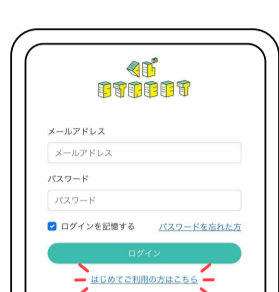 STREET
メールアドレス
メールアドレス
パスワード
パスワード
ログインを記憶する パスワードを忘れた方
ログイン
はじめてご利用の方はこちら